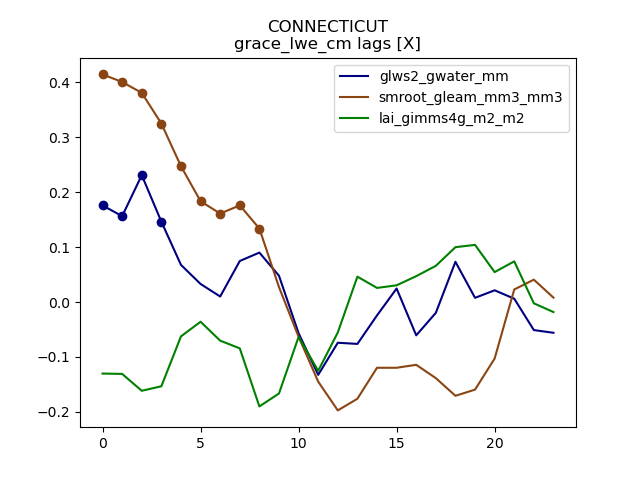 CONNECTICUT
grace_lwe_cm lags [X]
glws2_gwater_mm
smroot_gleam_mm3_mm3
lai_gimms4g_m2_m2
0.4
0.3
0.2
0.1
0.0
−0.1
−0.2
0 5 10 15 20